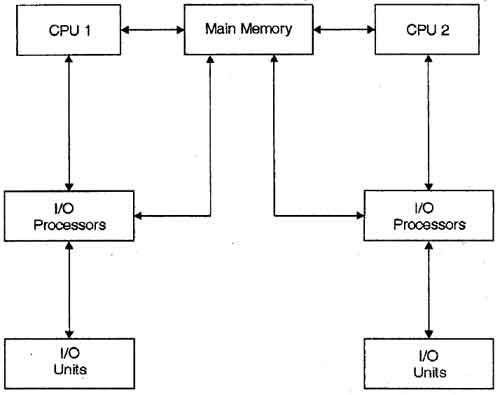 CPU 1
Main Memory
CPU 2
I/O
Processors
I/O
Processors
I/O
Units
I/O
Units